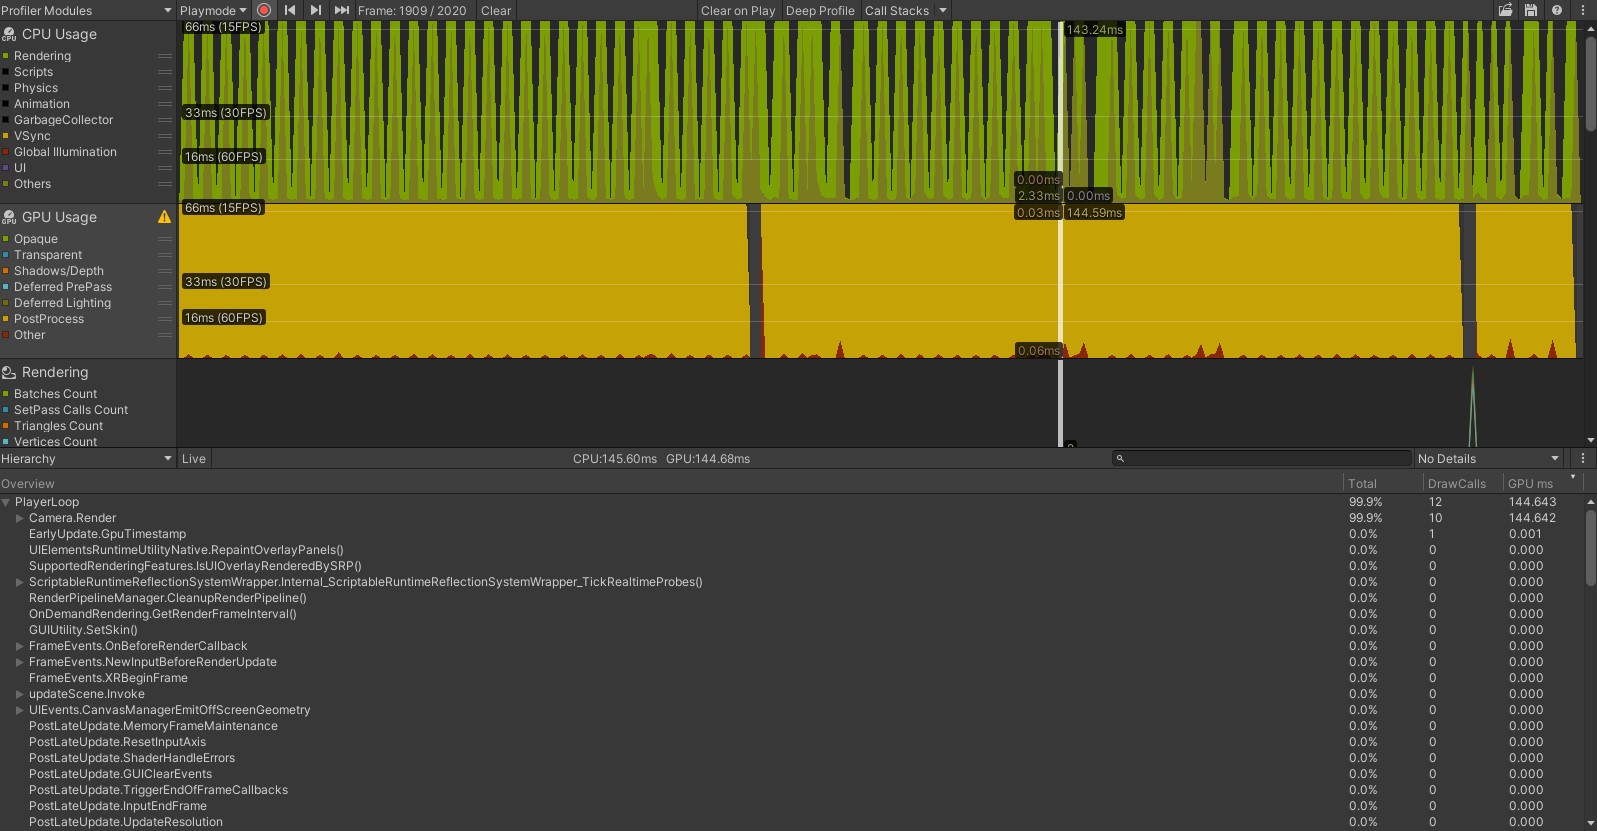 Profiler Modules Playmode Frame: 1909 / 2020 Clear Clear on Play Deep Profile Call Stacks
CPU Usage
Rendering
Scripts
Physics
Animation
GarbageCollector
VSync
Global Illumination
UI
Others
66ms (15FPS)
33ms (30FPS)
16ms (60FPS)
143.24ms
0.00ms
2.33ms 0.00ms
0.03ms 144.59ms
GPU Usage
Opaque
Transparent
Shadows/Depth
Deferred PrePass
Deferred Lighting
PostProcess
Other
66ms (15FPS)
33ms (30FPS)
16ms (60FPS)
0.06ms
Rendering
Batches Count
SetPass Calls Count
Triangles Count
Vertices Count
Hierarchy Live CPU:145.60ms GPU:144.68ms No Details
Overview Total DrawCalls GPU ms
PlayerLoop 99.9% 12 144.643
Camera.Render 99.9% 10 144.642
EarlyUpdate.GpuTimestamp 0.0% 1 0.001
UIElementsRuntimeUtilityNative.RepaintOverlayPanels() 0.0% 0 0.000
SupportedRenderingFeatures.IsUIOverlayRenderedBySRP() 0.0% 0 0.000
ScriptableRuntimeReflectionSystemWrapper.Internal_ScriptableRuntimeReflectionSystemWrapper_TickRealtimeProbes() 0.0% 0 0.000
RenderPipelineManager.CleanupRenderPipeline() 0.0% 0 0.000
OnDemandRendering.GetRenderFrameInterval() 0.0% 0 0.000
GUIUtility.SetSkin() 0.0% 0 0.000
FrameEvents.OnBeforeRenderCallback 0.0% 0 0.000
FrameEvents.NewInputBeforeRenderUpdate 0.0% 0 0.000
FrameEvents.XRBeginFrame 0.0% 0 0.000
updateScene.Invoke 0.0% 0 0.000
UIEvents.CanvasManagerEmitOffScreenGeometry 0.0% 0 0.000
PostLateUpdate.MemoryFrameMaintenance 0.0% 0 0.000
PostLateUpdate.ResetInputAxis 0.0% 0 0.000
PostLateUpdate.ShaderHandleErrors 0.0% 0 0.000
PostLateUpdate.GUIClearEvents 0.0% 0 0.000
PostLateUpdate.TriggerEndOfFrameCallbacks 0.0% 0 0.000
PostLateUpdate.InputEndFrame 0.0% 0 0.000
PostLateUpdate.UpdateResolution 0.0% 0 0.000